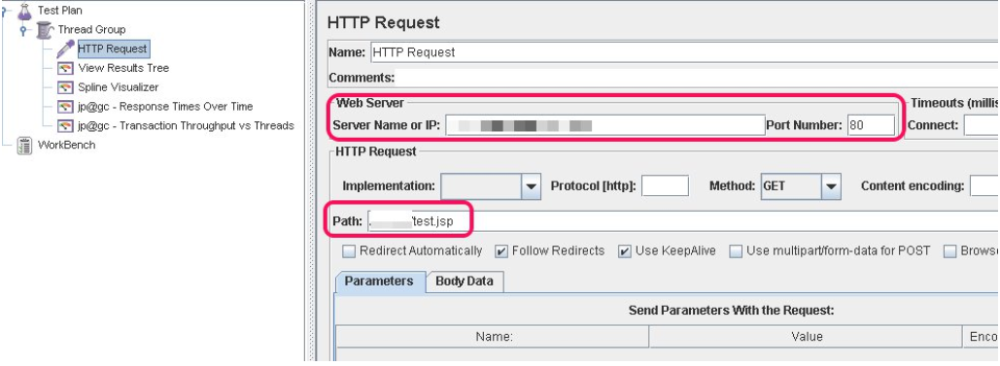 Test Plan
Thread Group
HTTP Request
View Results Tree
Spline Visualizer
jp@gc - Response Times Over Time
jp@gc - Transaction Throughput vs Threads
WorkBench
HTTP Request
Name: HTTP Request
Comments:
Web Server
Timeouts (millis
Server Name or IP:
Port Number: 80
Connect:
HTTP Request
Implementation:
Protocol [http]:
Method: GET
Content encoding:
Path: /test.jsp
Redirect Automatically
Follow Redirects
Use KeepAlive
Use multipart/form-data for POST
Browse
Parameters
Body Data
Send Parameters With the Request:
Name:
Value
Enco